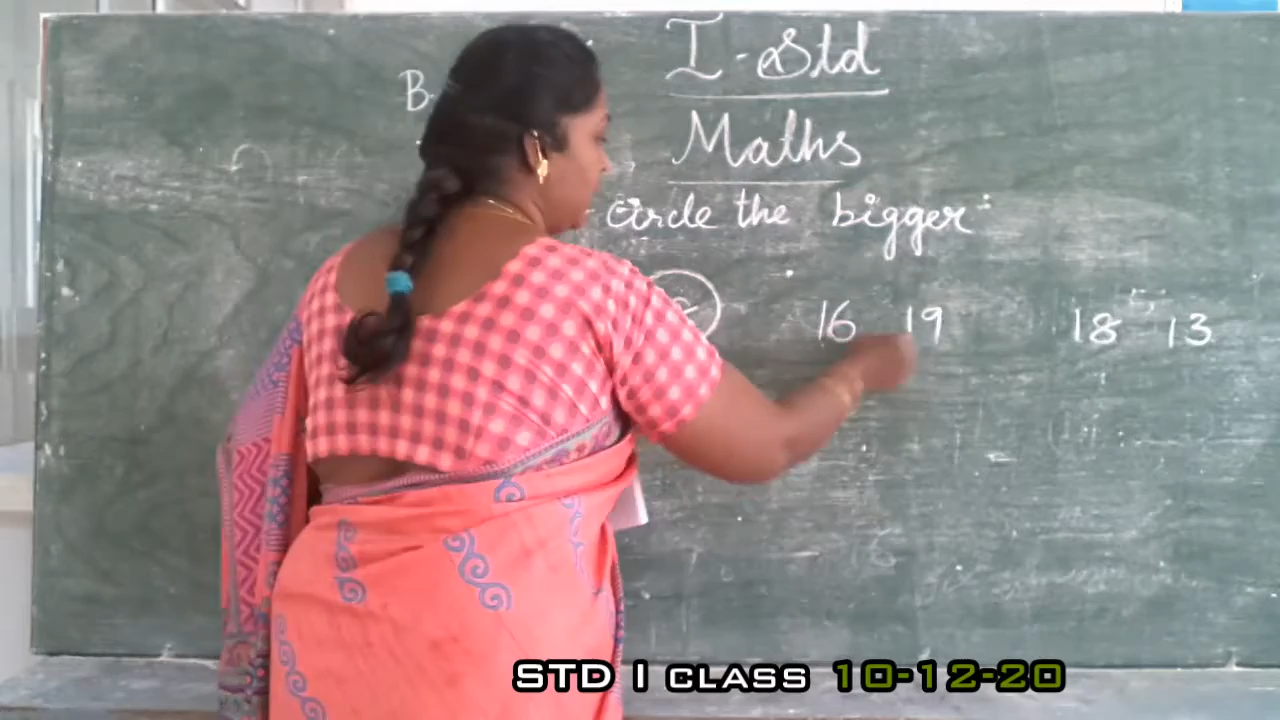 I - Std
B.
Maths
circle the bigger :
16 19 18 13
STD I CLASS 10-12-20